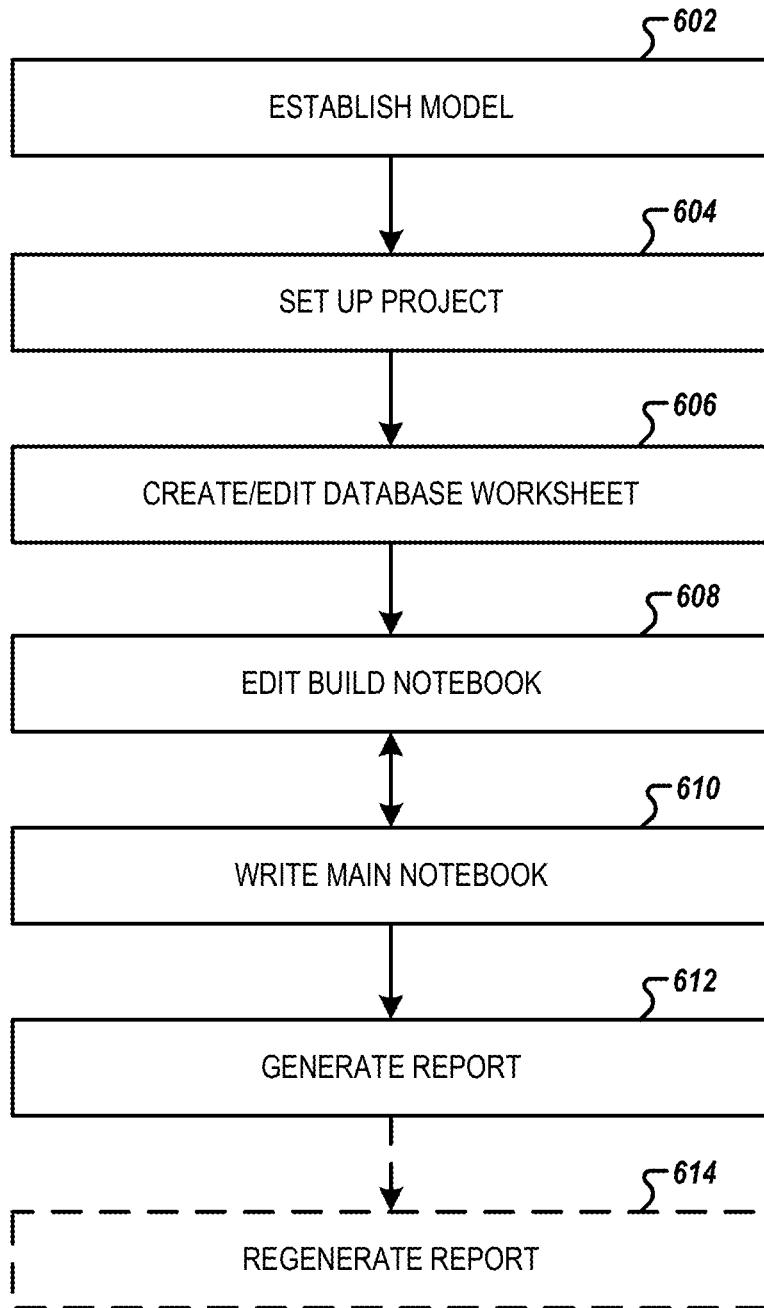 602
ESTABLISH MODEL
604
SET UP PROJECT
606
CREATE/EDIT DATABASE WORKSHEET
608
EDIT BUILD NOTEBOOK
610
WRITE MAIN NOTEBOOK
612
GENERATE REPORT
614
REGENERATE REPORT